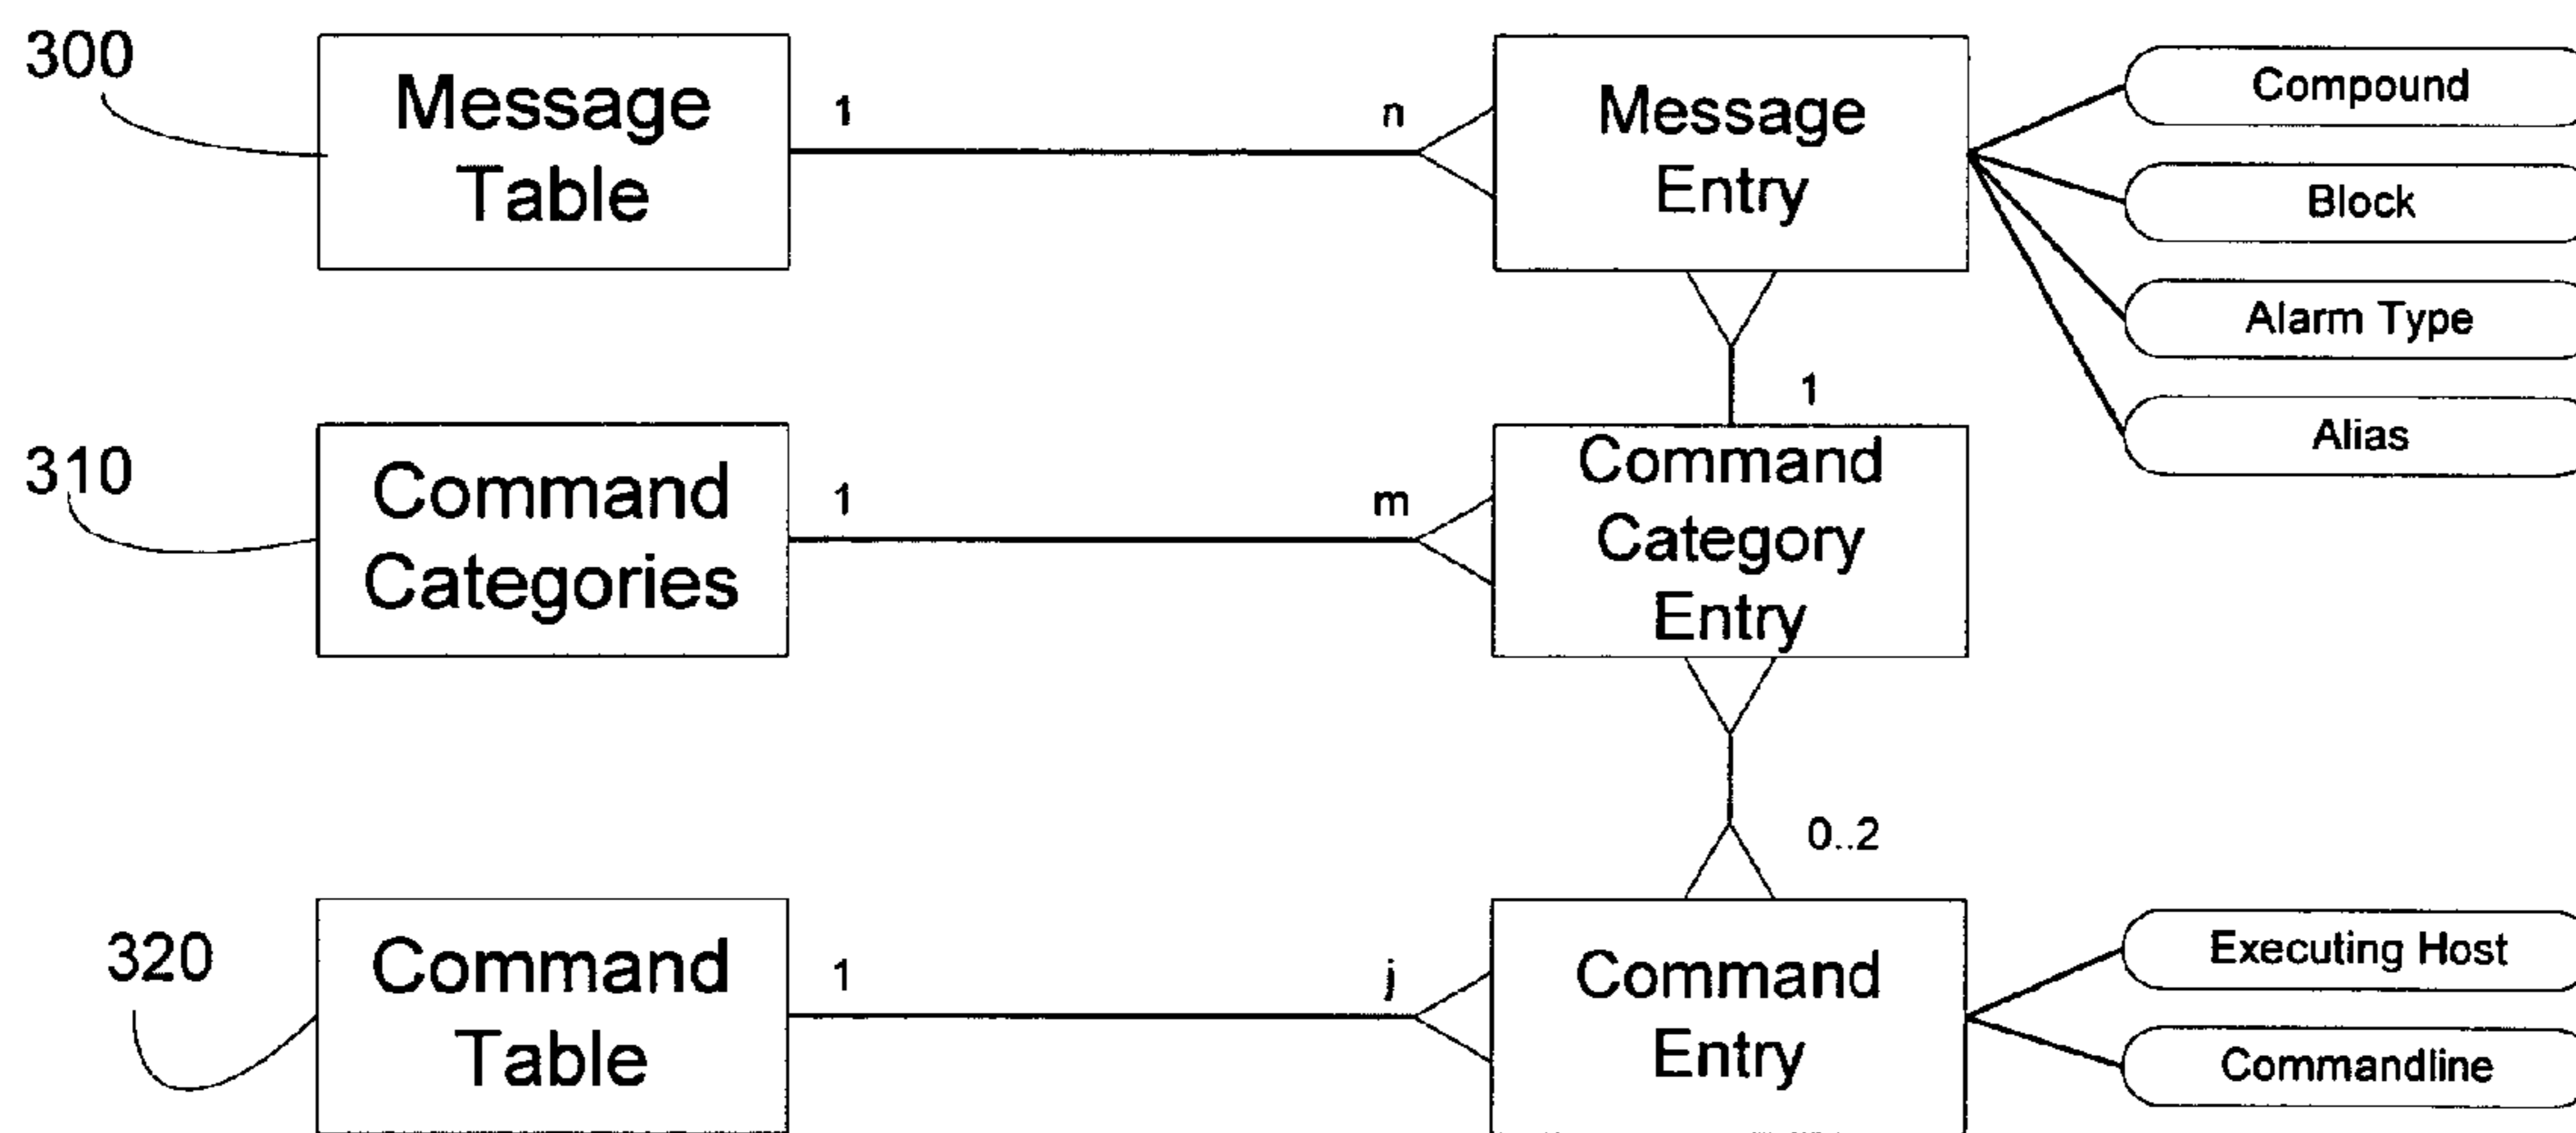 300
Message
Table
1
n
Message
Entry
Compound
Block
Alarm Type
Alias
1
310
Command
Categories
1
m
Command
Category
Entry
0..2
320
Command
Table
1
j
Command
Entry
Executing Host
Commandline